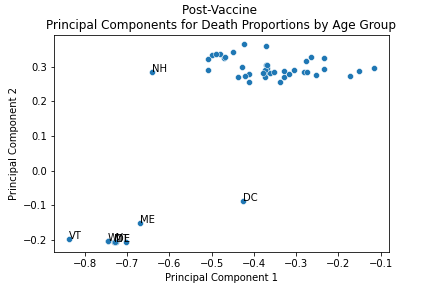 Post-Vaccine
Principal Components for Death Proportions by Age Group
Principal Component 2
0.3
0.2
0.1
0.0
−0.1
−0.2
NH
DC
ME
VT
−0.8
−0.7
−0.6
−0.5
−0.4
−0.3
−0.2
−0.1
Principal Component 1